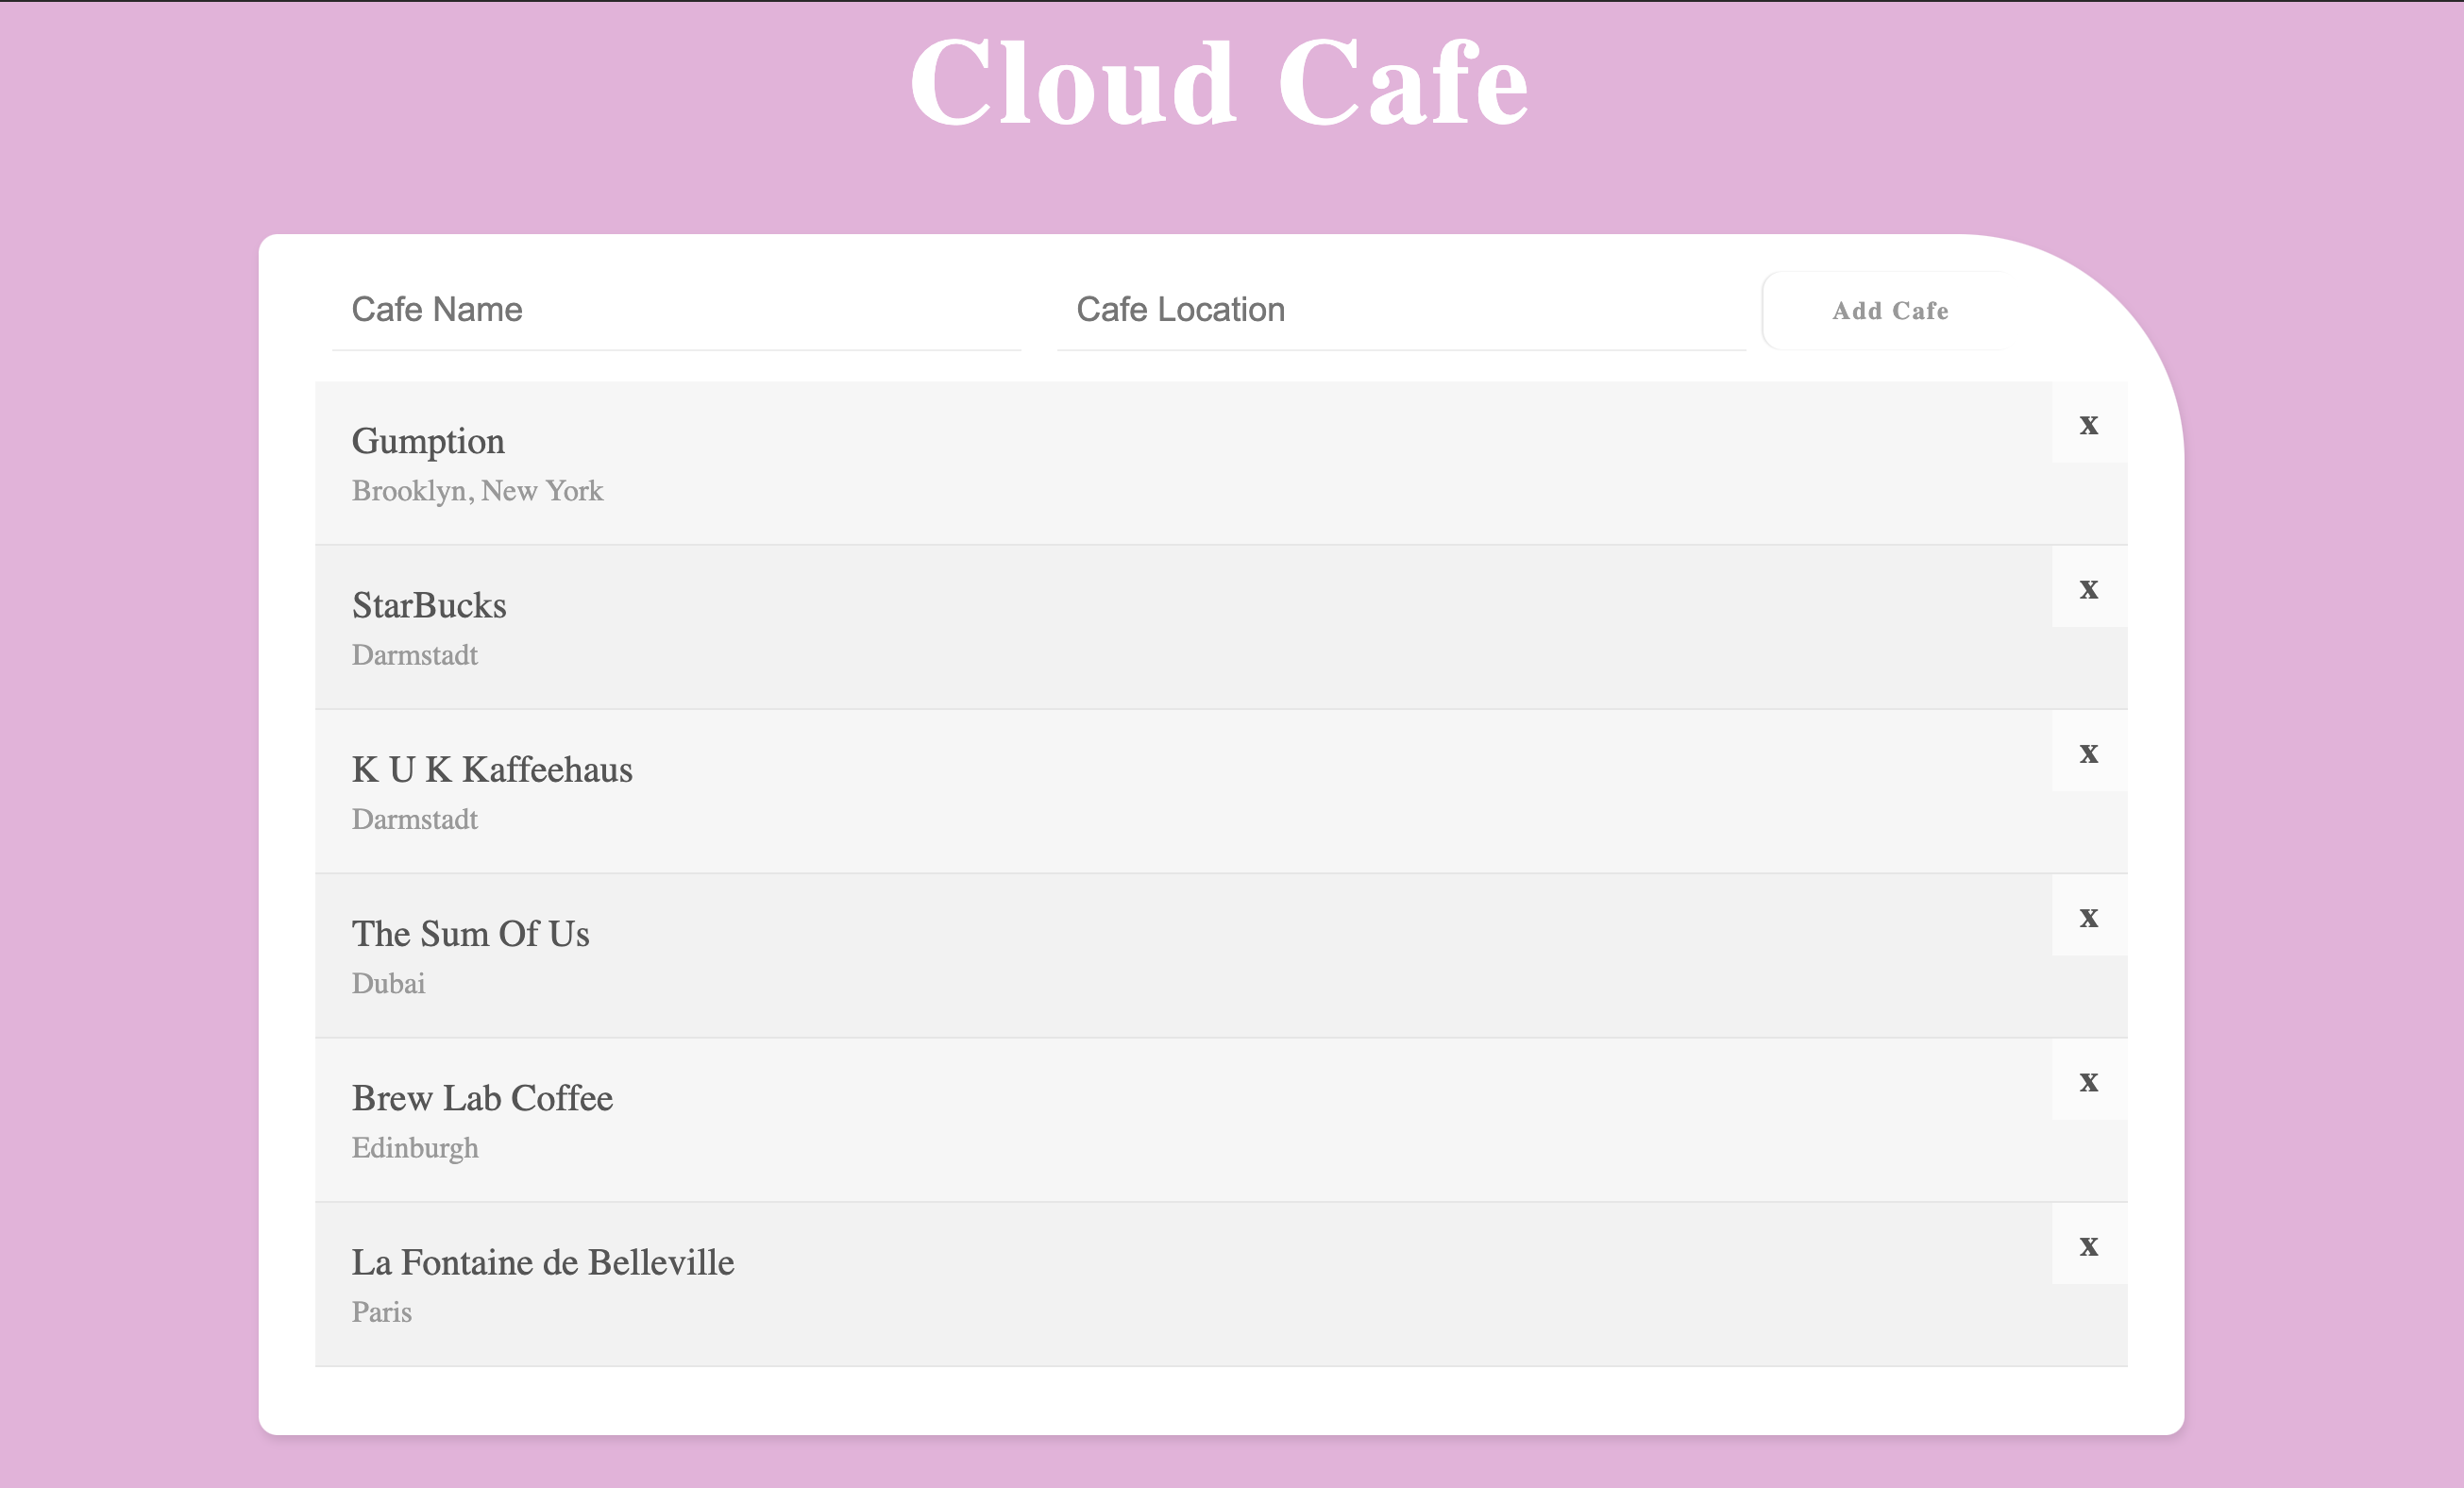 Cloud Cafe
Cafe Name Cafe Location Add Cafe
Gumption x
Brooklyn, New York
StarBucks x
Darmstadt
K U K Kaffeehaus x
Darmstadt
The Sum Of Us x
Dubai
Brew Lab Coffee x
Edinburgh
La Fontaine de Belleville x
Paris